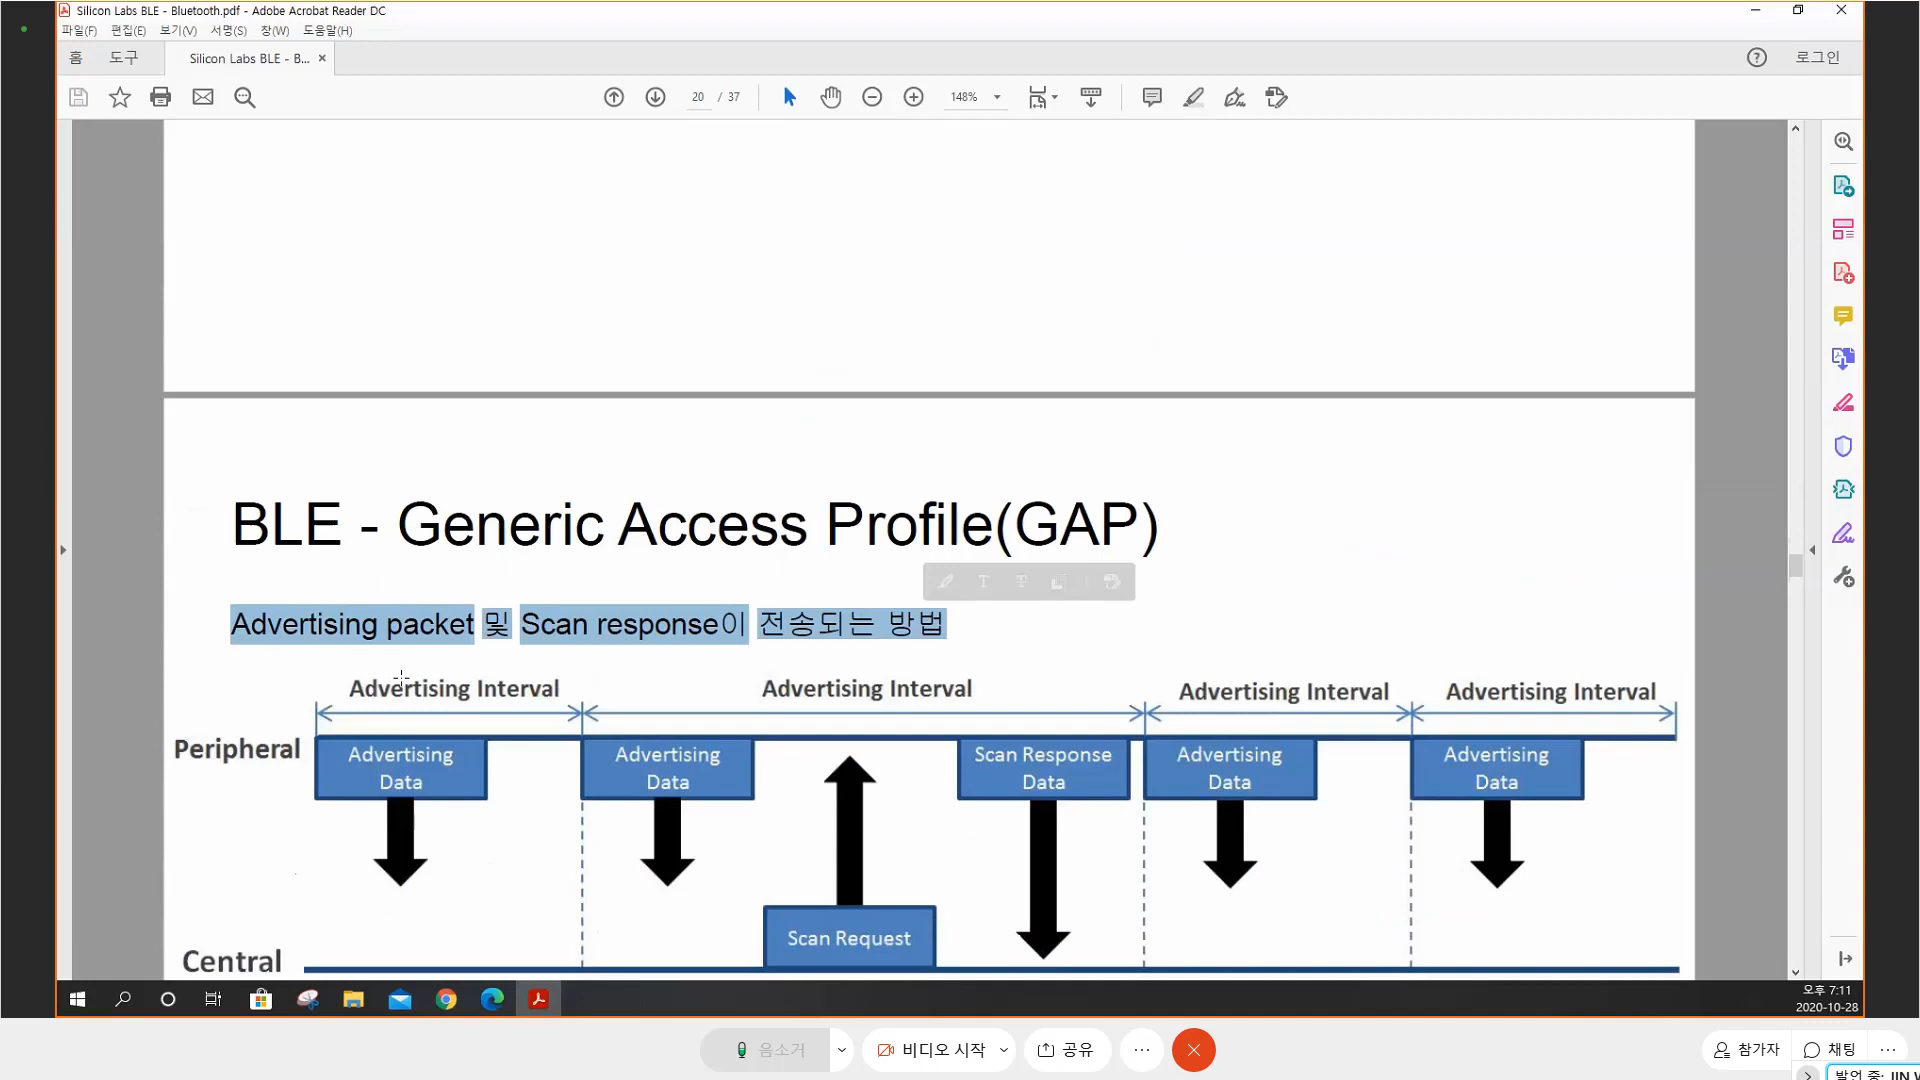 Silicon Labs BLE - Bluetooth.pdf - Adobe Acrobat Reader DC
파일(F) 편집(E) 보기(V) 서명(S) 창(W) 도움말(H)
홈 도구 Silicon Labs BLE - B... × 로그인
20 / 37 148%
BLE - Generic Access Profile(GAP)
Advertising packet 및 Scan response이 전송되는 방법
Advertising Interval Advertising Interval Advertising Interval Advertising Interval
Peripheral
Advertising Data
Advertising Data
Scan Response Data
Advertising Data
Advertising Data
Scan Request
Central
오후 7:11
2020-10-28
음소거 비디오 시작 공유 참가자 채팅
발언 중: JIN